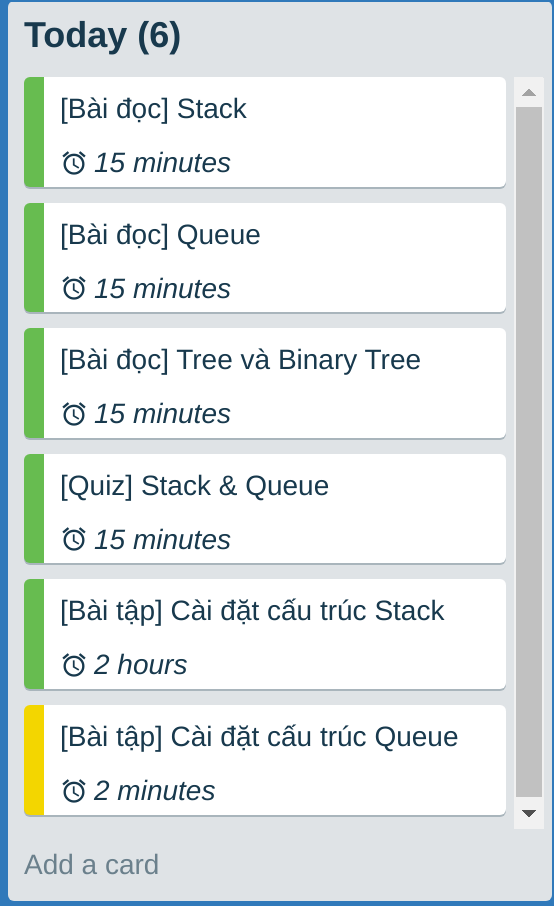 Today (6)
[Bài đọc] Stack
15 minutes
[Bài đọc] Queue
15 minutes
[Bài đọc] Tree và Binary Tree
15 minutes
[Quiz] Stack & Queue
15 minutes
[Bài tập] Cài đặt cấu trúc Stack
2 hours
[Bài tập] Cài đặt cấu trúc Queue
2 minutes
Add a card